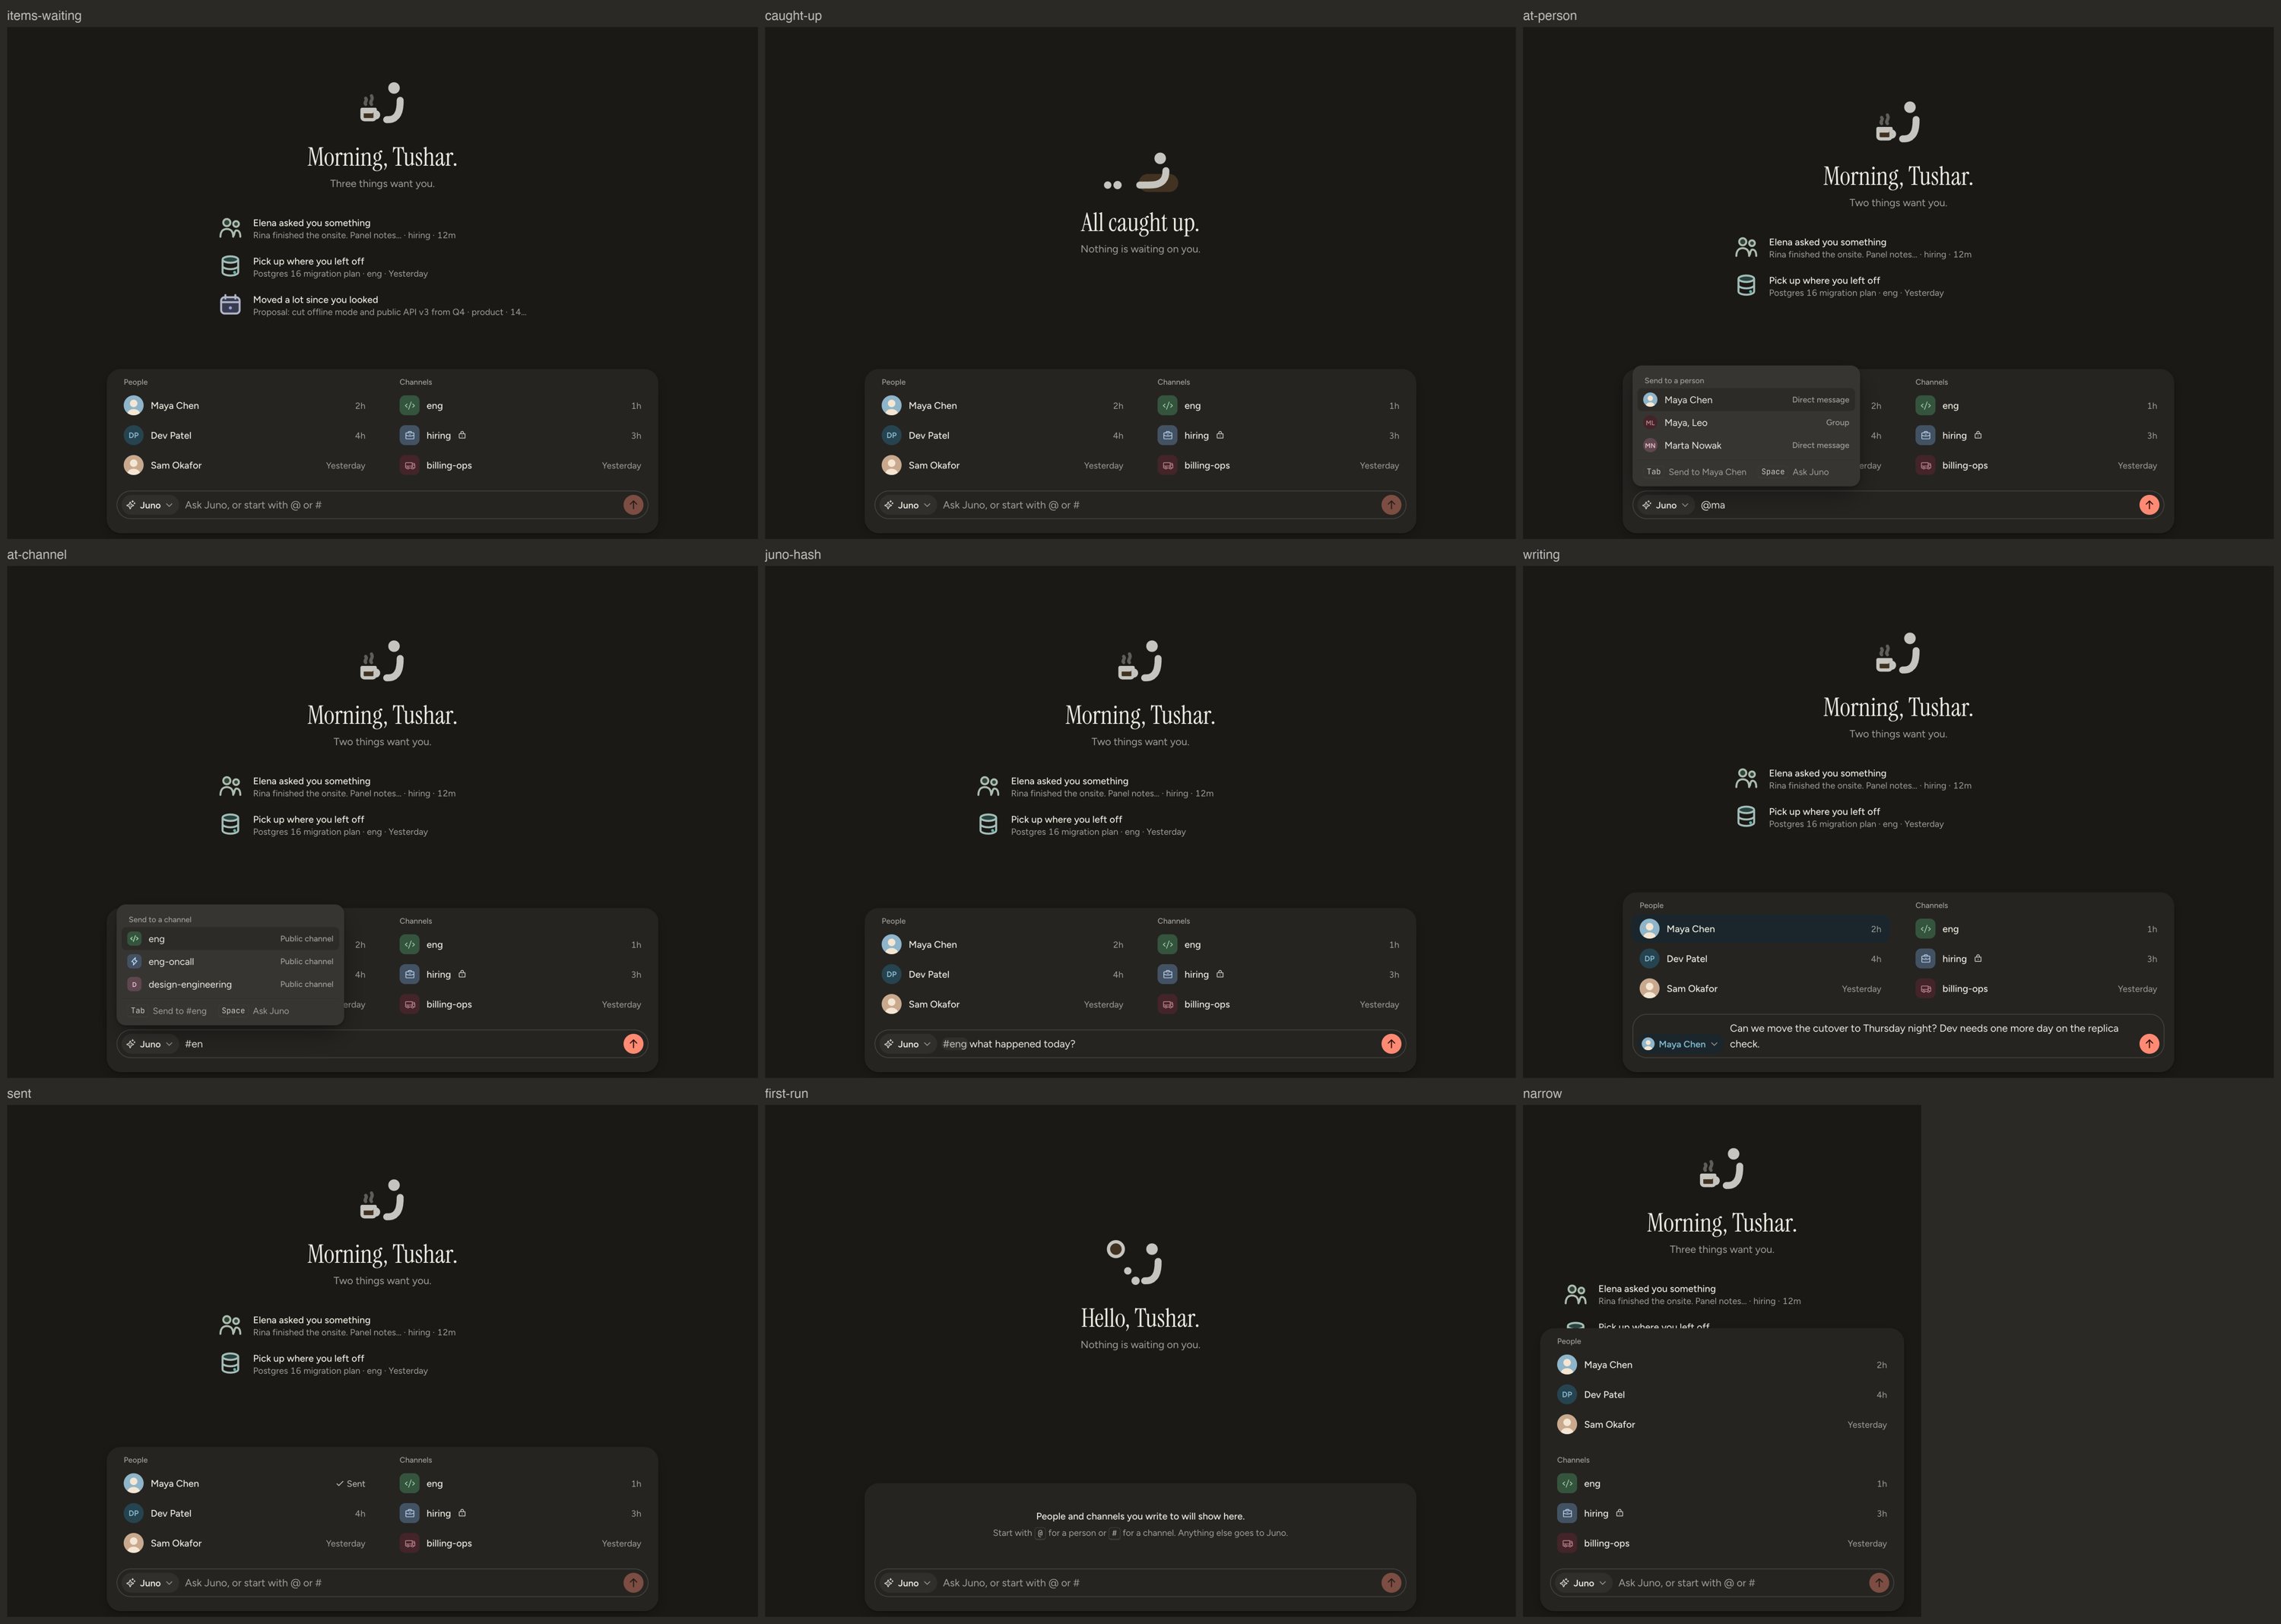 items-waiting
Morning, Tushar.
Three things want you.
Elena asked you something
Rina finished the onsite. Panel notes... · hiring · 12m
Pick up where you left off
Postgres 16 migration plan · eng · Yesterday
Moved a lot since you looked
Proposal: cut offline mode and public API v3 from Q4 · product · 14...
People
Maya Chen 2h
DP Dev Patel 4h
Sam Okafor Yesterday
Channels
eng 1h
hiring 3h
billing-ops Yesterday
Juno Ask Juno, or start with @ or #
caught-up
All caught up.
Nothing is waiting on you.
People
Maya Chen 2h
DP Dev Patel 4h
Sam Okafor Yesterday
Channels
eng 1h
hiring 3h
billing-ops Yesterday
Juno Ask Juno, or start with @ or #
at-person
Morning, Tushar.
Two things want you.
Elena asked you something
Rina finished the onsite. Panel notes... · hiring · 12m
Pick up where you left off
Postgres 16 migration plan · eng · Yesterday
Send to a person
Maya Chen Direct message
ML Maya, Leo Group
MN Marta Nowak Direct message
Tab Send to Maya Chen Space Ask Juno
2h
4h
erday
Channels
eng 1h
hiring 3h
billing-ops Yesterday
Juno @ma
at-channel
Morning, Tushar.
Two things want you.
Elena asked you something
Rina finished the onsite. Panel notes... · hiring · 12m
Pick up where you left off
Postgres 16 migration plan · eng · Yesterday
Send to a channel
eng Public channel
eng-oncall Public channel
D design-engineering Public channel
Tab Send to #eng Space Ask Juno
2h
4h
erday
Channels
eng 1h
hiring 3h
billing-ops Yesterday
Juno #en
juno-hash
Morning, Tushar.
Two things want you.
Elena asked you something
Rina finished the onsite. Panel notes... · hiring · 12m
Pick up where you left off
Postgres 16 migration plan · eng · Yesterday
People
Maya Chen 2h
DP Dev Patel 4h
Sam Okafor Yesterday
Channels
eng 1h
hiring 3h
billing-ops Yesterday
Juno #eng what happened today?
writing
Morning, Tushar.
Two things want you.
Elena asked you something
Rina finished the onsite. Panel notes... · hiring · 12m
Pick up where you left off
Postgres 16 migration plan · eng · Yesterday
People
Maya Chen 2h
DP Dev Patel 4h
Sam Okafor Yesterday
Channels
eng 1h
hiring 3h
billing-ops Yesterday
Can we move the cutover to Thursday night? Dev needs one more day on the replica
Maya Chen check.
sent
Morning, Tushar.
Two things want you.
Elena asked you something
Rina finished the onsite. Panel notes... · hiring · 12m
Pick up where you left off
Postgres 16 migration plan · eng · Yesterday
People
Maya Chen Sent
DP Dev Patel 4h
Sam Okafor Yesterday
Channels
eng 1h
hiring 3h
billing-ops Yesterday
Juno Ask Juno, or start with @ or #
first-run
Hello, Tushar.
Nothing is waiting on you.
People and channels you write to will show here.
Start with @ for a person or # for a channel. Anything else goes to Juno.
Juno Ask Juno, or start with @ or #
narrow
Morning, Tushar.
Three things want you.
Elena asked you something
Rina finished the onsite. Panel notes... · hiring · 12m
Pick up where you left off
People
Maya Chen 2h
DP Dev Patel 4h
Sam Okafor Yesterday
Channels
eng 1h
hiring 3h
billing-ops Yesterday
Juno Ask Juno, or start with @ or #